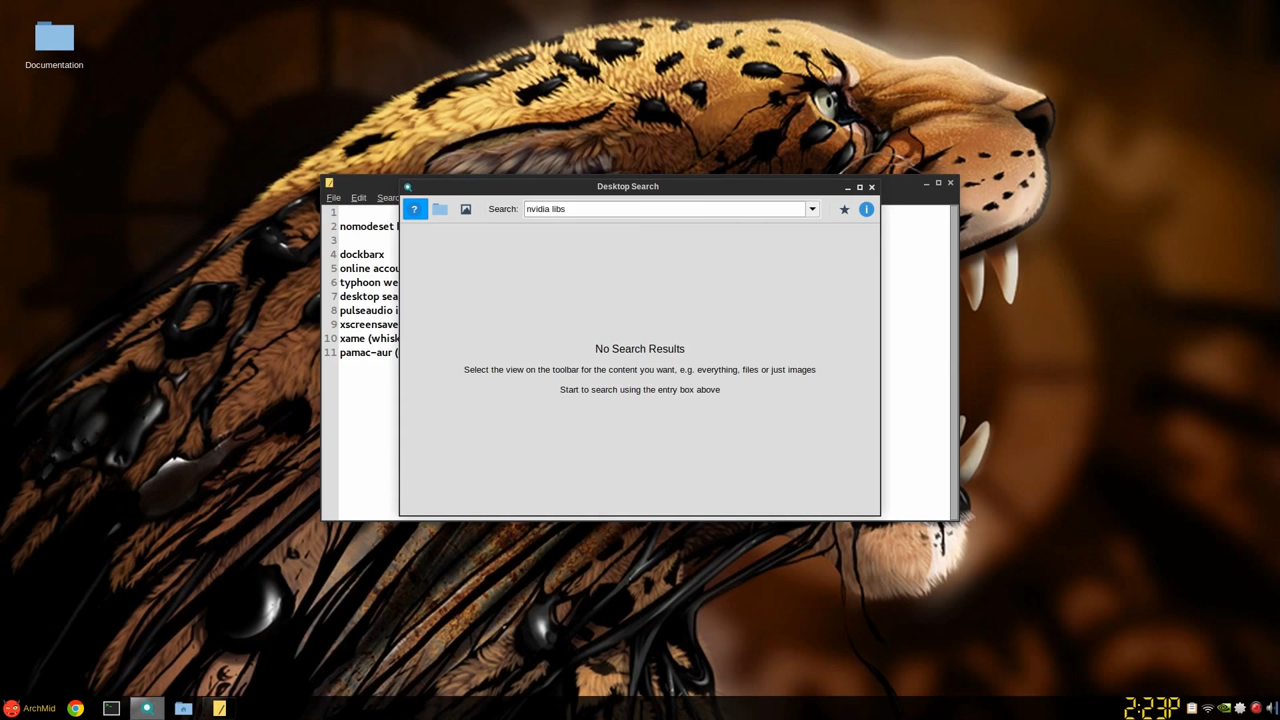 Documentation
Desktop Search
File Edit Searc
Search: nvidia libs
1
2 nomodeset
3
4 dockbarx
5 online accou
6 typhoon we
7 desktop sea
8 pulseaudio i
9 xscreensave
10 xame (whisk
11 pamac-aur (
No Search Results
Select the view on the toolbar for the content you want, e.g. everything, files or just images
Start to search using the entry box above
ArchMid
2:23P